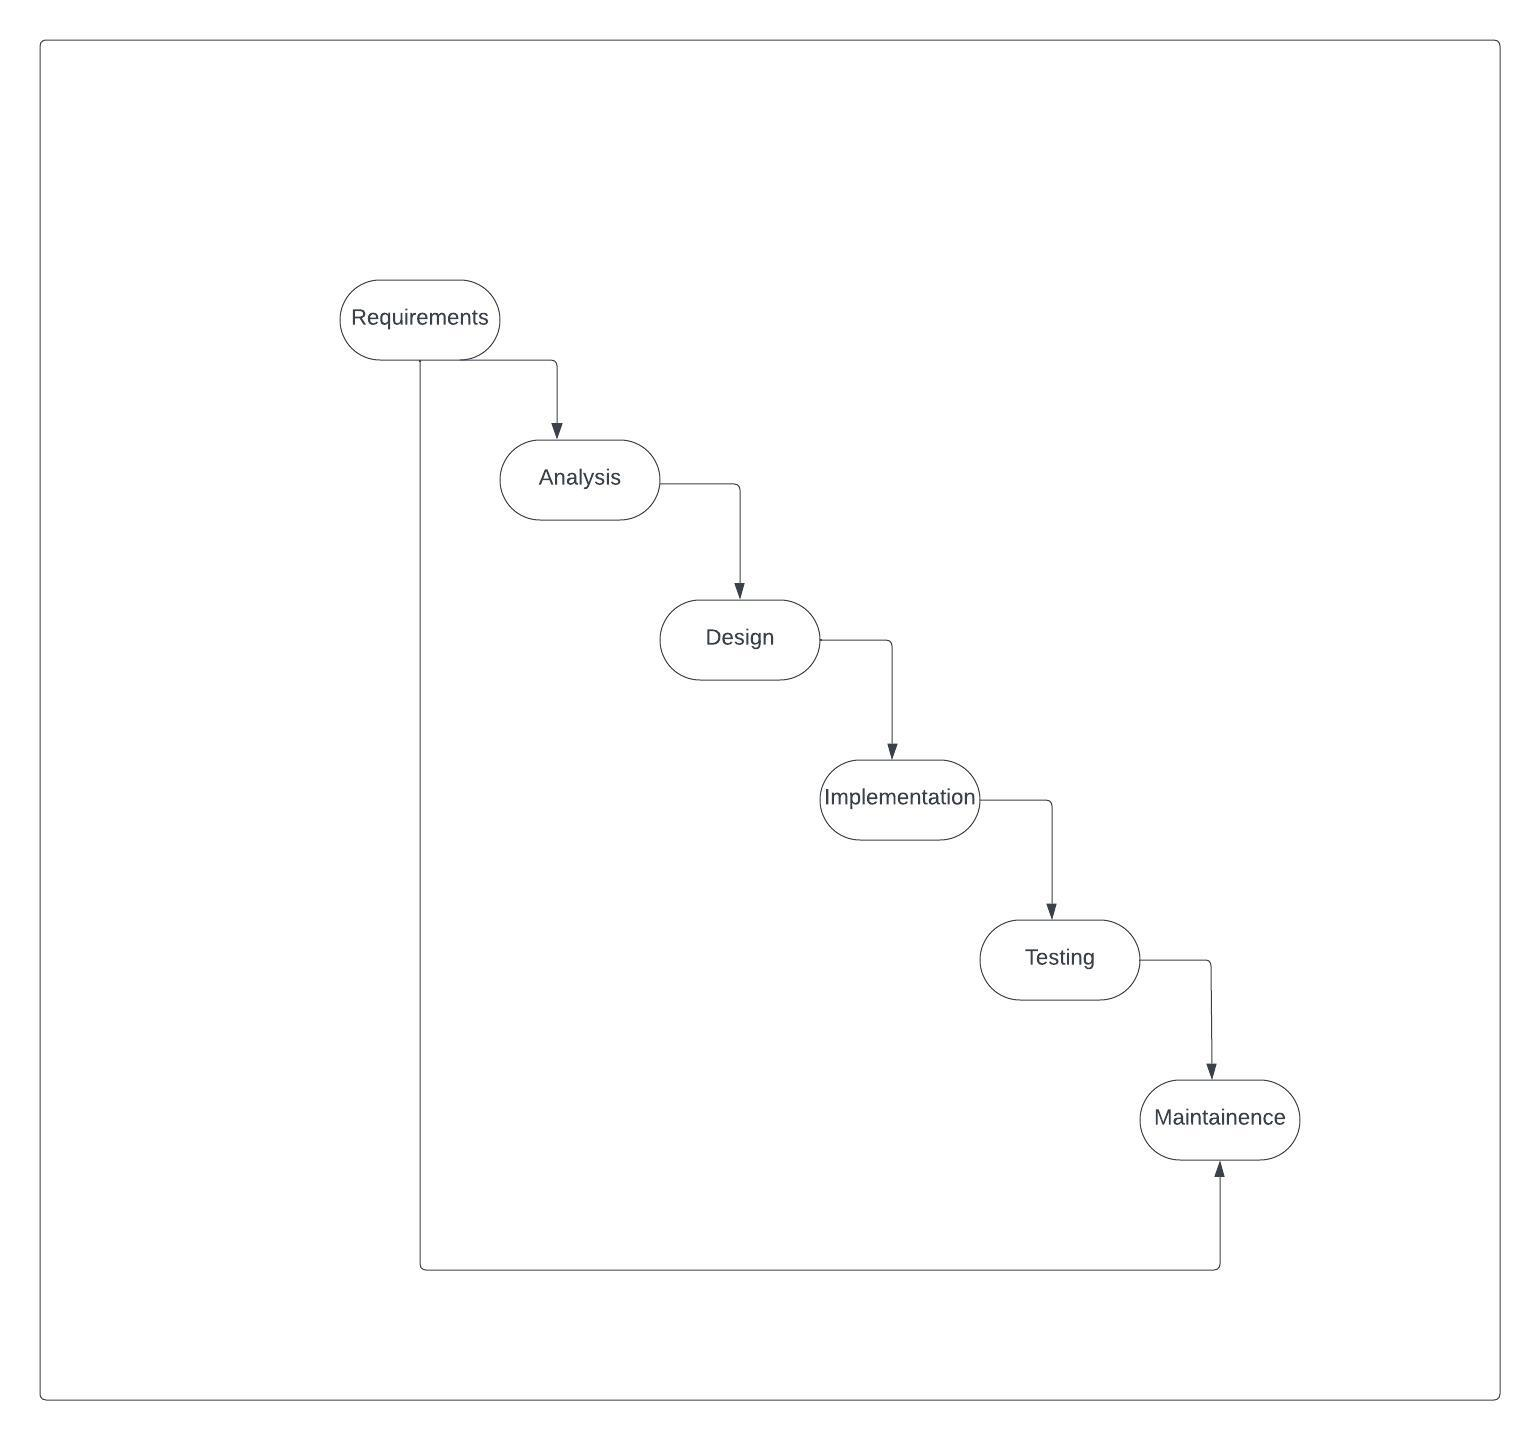 Requirements
Analysis
Design
Implementation
Testing
Maintainence